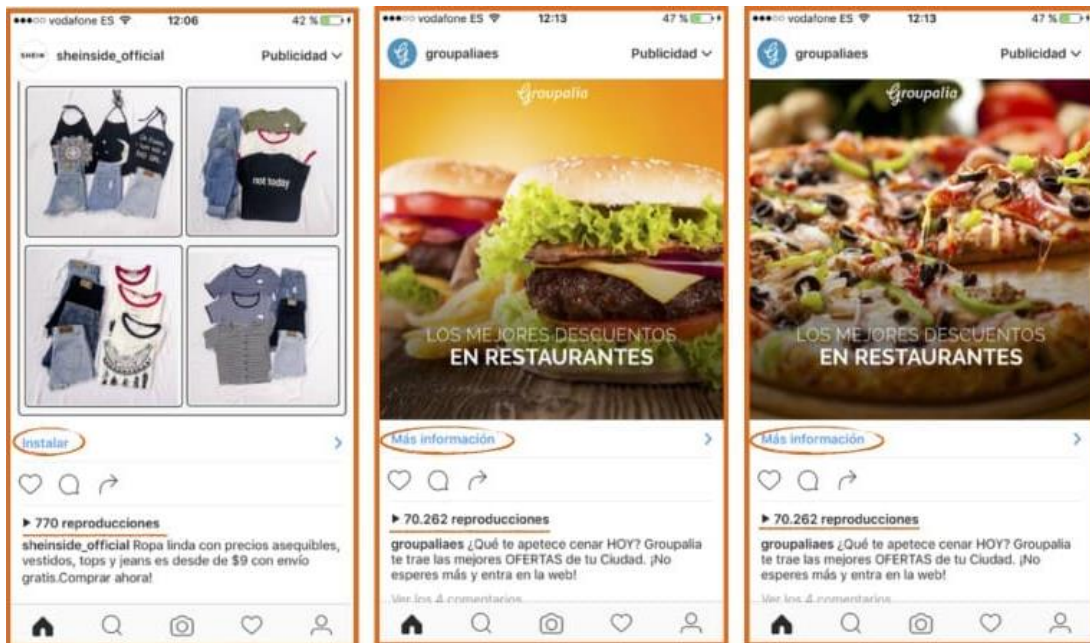 vodafone ES 12:06 42 %
SHEIN sheinside_official Publicidad
not today
Instalar
770 reproducciones
sheinside_official Ropa linda con precios asequibles,
vestidos, tops y jeans es desde de $9 con envío
gratis.Comprar ahora!
vodafone ES 12:13 47 %
groupaliaes Publicidad
Groupalia
LOS MEJORES DESCUENTOS
EN RESTAURANTES
Más información
70.262 reproducciones
groupaliaes ¿Qué te apetece cenar HOY? Groupalia
te trae las mejores OFERTAS de tu Ciudad. ¡No
esperes más y entra en la web!
Ver los 4 comentarios
vodafone ES 12:13 47 %
groupaliaes Publicidad
Groupalia
LOS MEJORES DESCUENTOS
EN RESTAURANTES
Más información
70.262 reproducciones
groupaliaes ¿Qué te apetece cenar HOY? Groupalia
te trae las mejores OFERTAS de tu Ciudad. ¡No
esperes más y entra en la web!
Ver los 4 comentarios